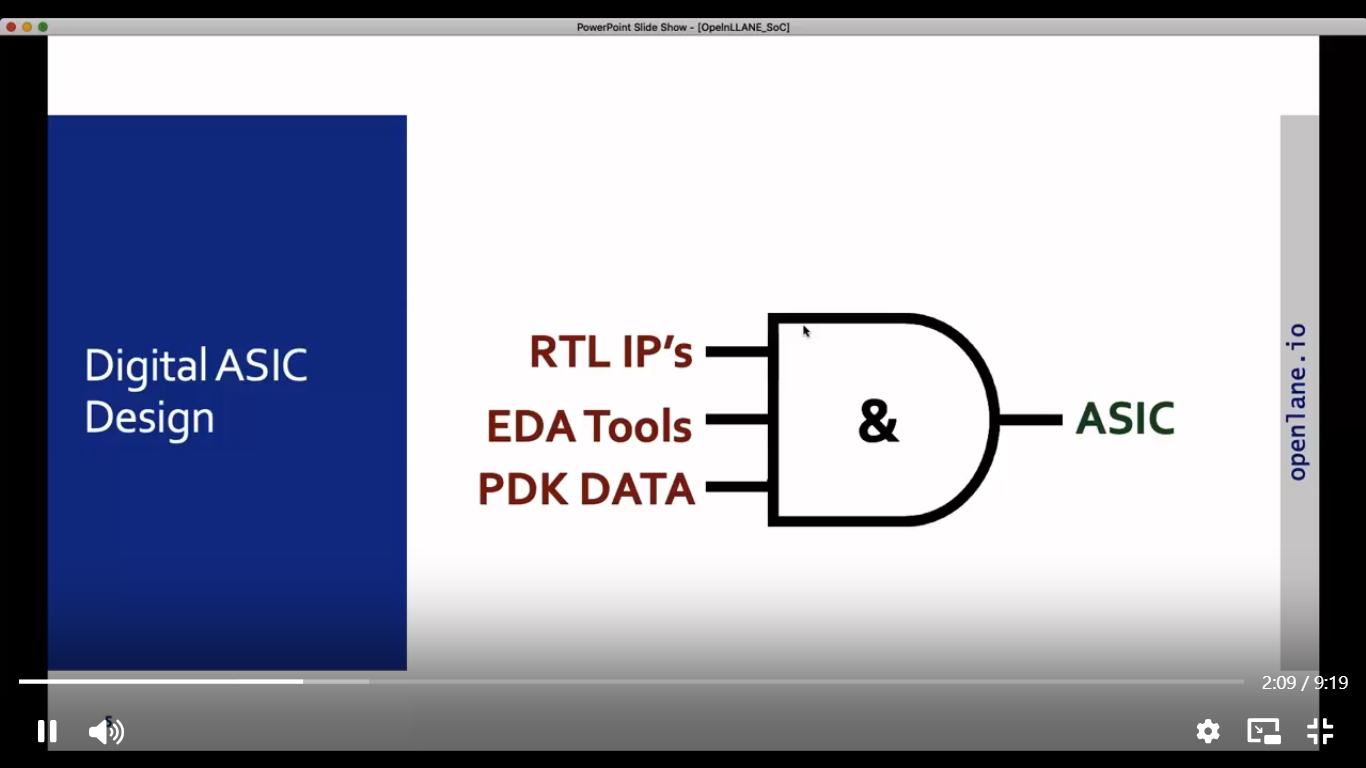 PowerPoint Slide Show - [OpeInLLANE_SoC]
Digital ASIC
Design
RTL IP’s
EDA Tools
PDK DATA
&
ASIC
openlane.io
2:09 / 9:19